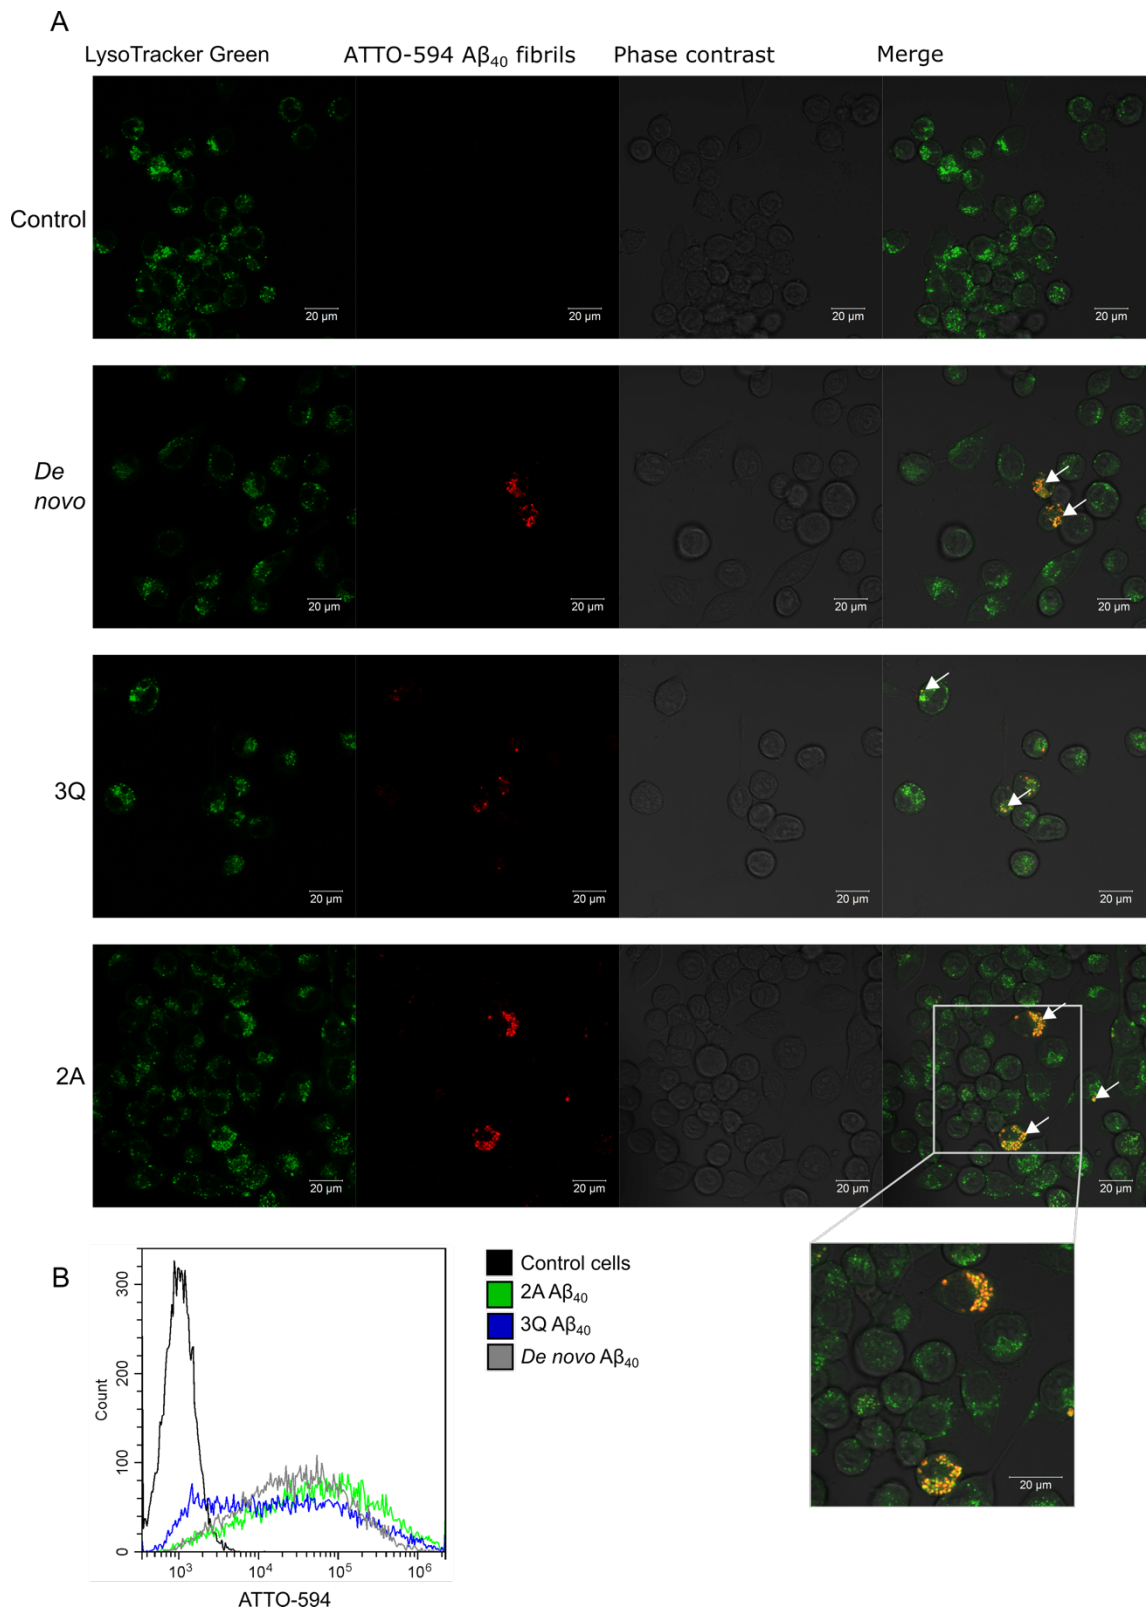 A
LysoTracker Green ATTO-594 Aβ₄₀ fibrils Phase contrast Merge
Control
20 µm 20 µm 20 µm 20 µm
De
novo
20 µm 20 µm 20 µm 20 µm
3Q
20 µm 20 µm 20 µm 20 µm
2A
20 µm 20 µm 20 µm 20 µm
20 µm
B
Count
300
200
100
0
10³ 10⁴ 10⁵ 10⁶
ATTO-594
Control cells
2A Aβ₄₀
3Q Aβ₄₀
De novo Aβ₄₀